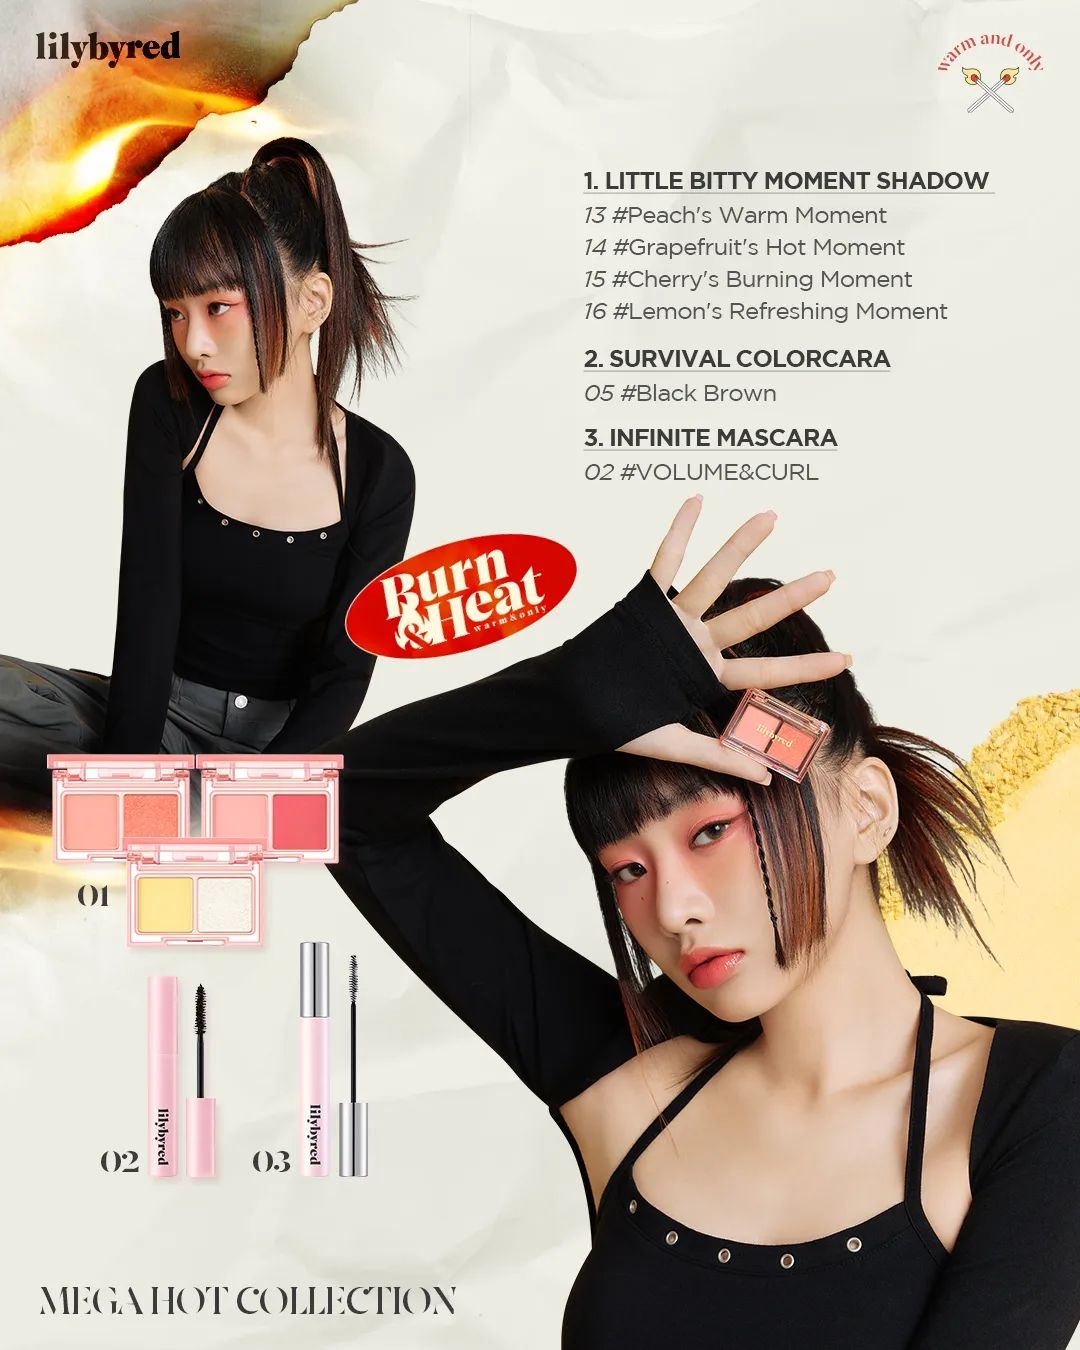 lilybyred
warm and only
1. LITTLE BITTY MOMENT SHADOW
13 #Peach's Warm Moment
14 #Grapefruit's Hot Moment
15 #Cherry's Burning Moment
16 #Lemon's Refreshing Moment
2. SURVIVAL COLORCARA
05 #Black Brown
3. INFINITE MASCARA
02 #VOLUME&CURL
Burn
&Heat
warm&only
lilybyred
01
lilybyred
02
lilybyred
03
MEGA HOT COLLECTION